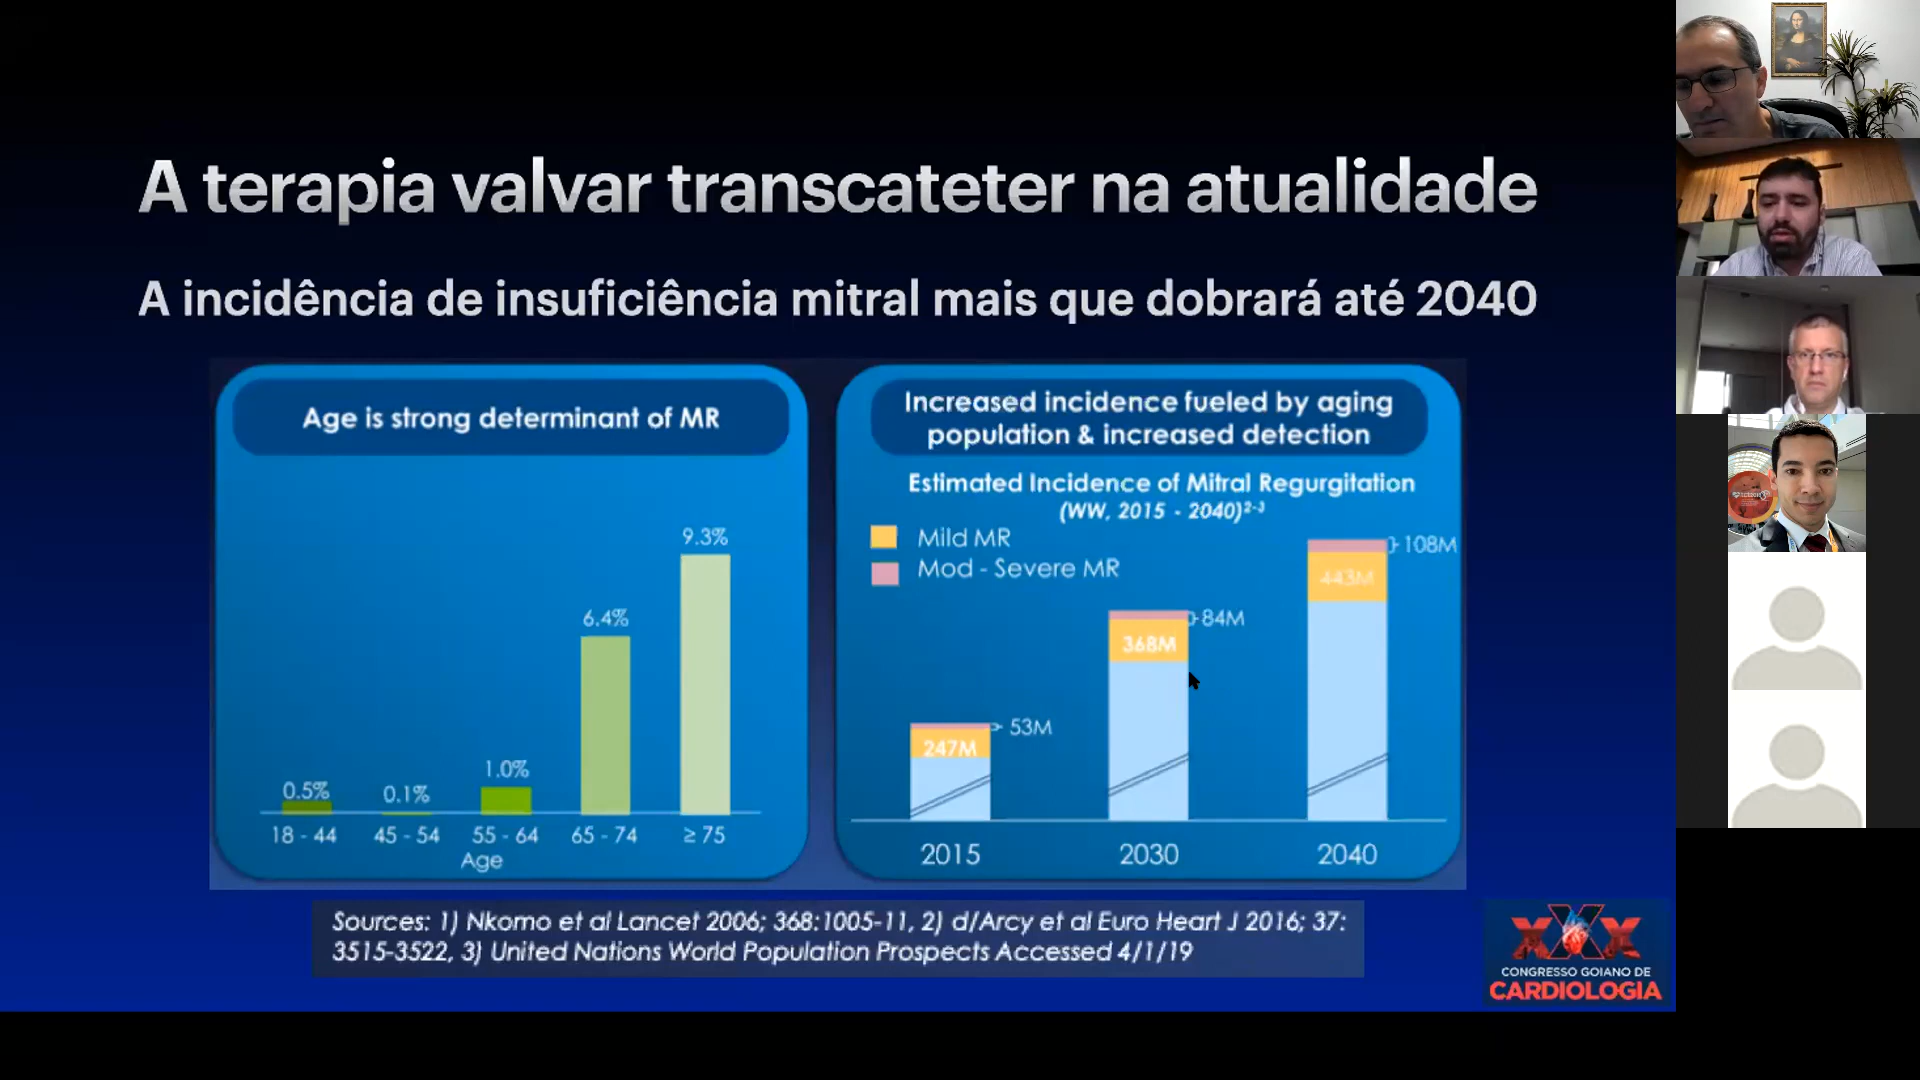 A terapia valvar transcateter na atualidade
A incidência de insuficiência mitral mais que dobrará até 2040
Age is strong determinant of MR
9.3%
6.4%
1.0%
0.5%
0.1%
18 - 44
45 - 54
55 - 64
65 - 74
≥ 75
Age
Increased incidence fueled by aging
population & increased detection
Estimated Incidence of Mitral Regurgitation
(WW, 2015 - 2040)²⁻³
Mild MR
Mod - Severe MR
108M
443M
84M
368M
53M
247M
2015
2030
2040
Sources: 1) Nkomo et al Lancet 2006; 368:1005-11, 2) d/Arcy et al Euro Heart J 2016; 37:
3515-3522, 3) United Nations World Population Prospects Accessed 4/1/19
XXX
CONGRESSO GOIANO DE
CARDIOLOGIA